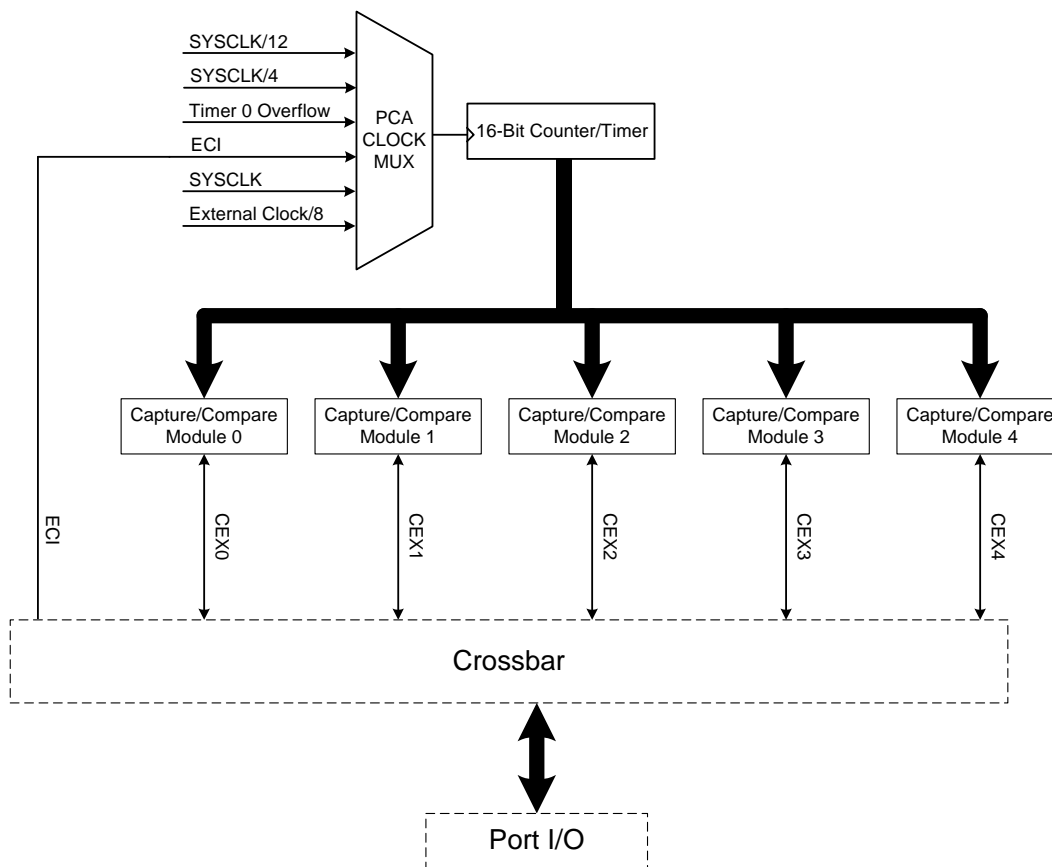 SYSCLK/12
SYSCLK/4
Timer 0 Overflow
ECI
SYSCLK
External Clock/8
PCA
CLOCK
MUX
16-Bit Counter/Timer
Capture/Compare
Module 0
Capture/Compare
Module 1
Capture/Compare
Module 2
Capture/Compare
Module 3
Capture/Compare
Module 4
ECI
CEX0
CEX1
CEX2
CEX3
CEX4
Crossbar
Port I/O